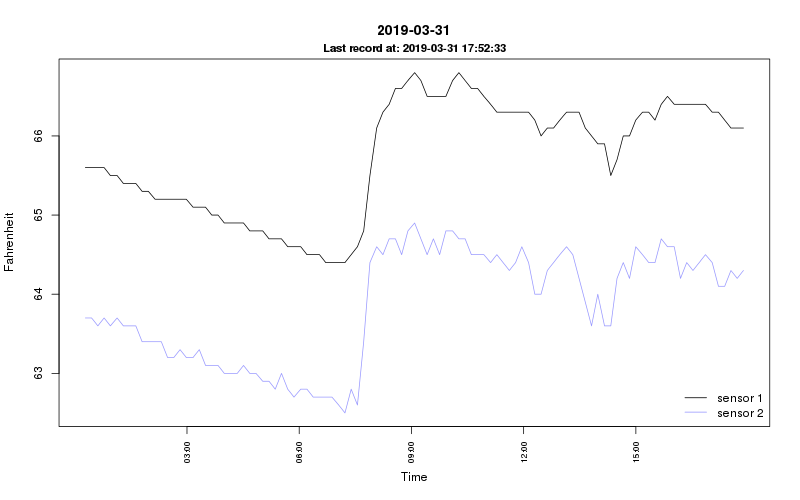 2019-03-31
Last record at: 2019-03-31 17:52:33
Fahrenheit
66
65
64
63
sensor 1
sensor 2
03:00 06:00 09:00 12:00 15:00
Time